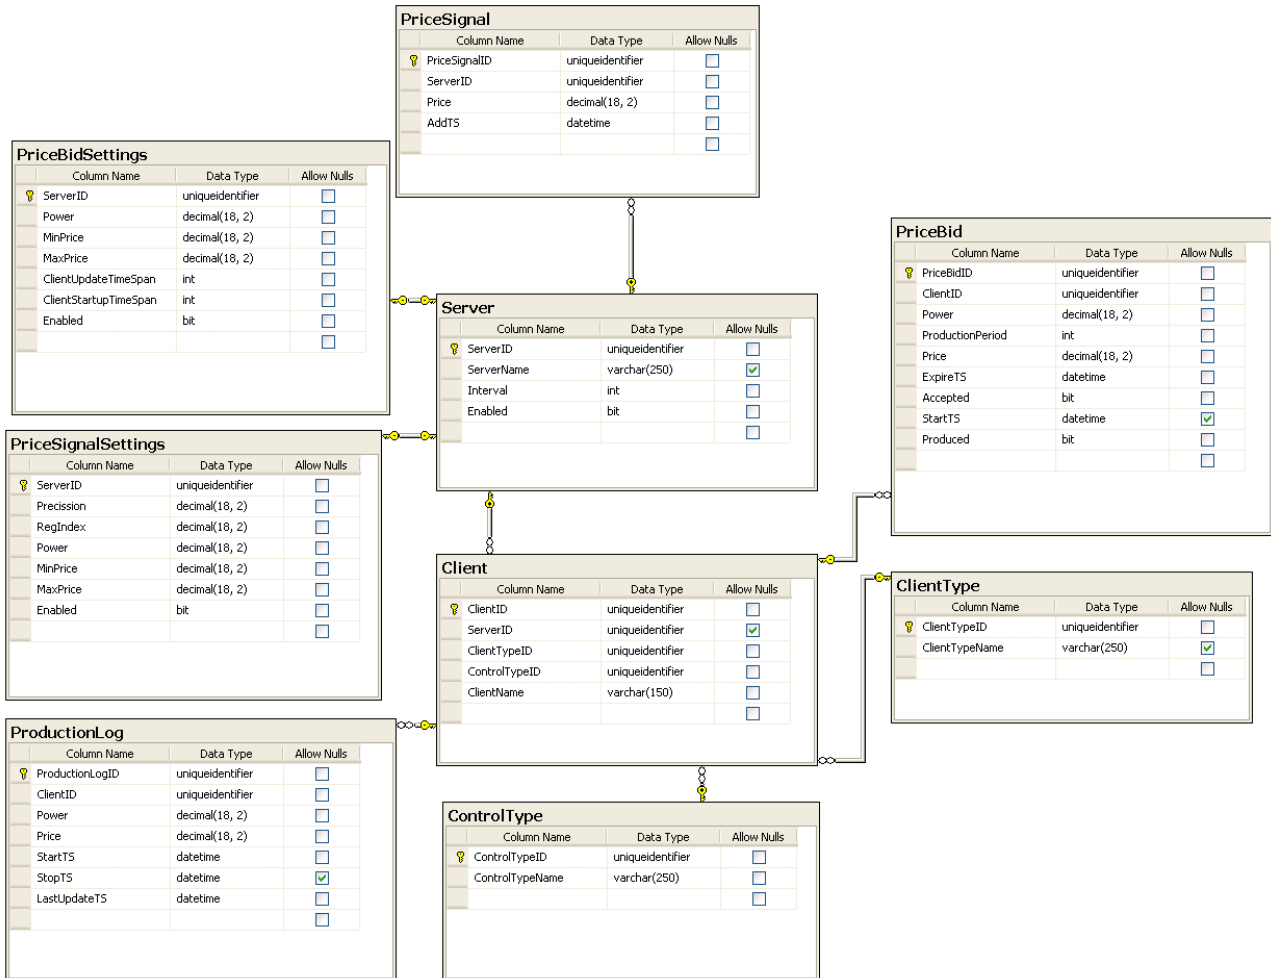 PriceSignal
Column Name Data Type Allow Nulls
PriceSignalID uniqueidentifier
ServerID uniqueidentifier
Price decimal(18, 2)
AddTS datetime
PriceBidSettings
Column Name Data Type Allow Nulls
ServerID uniqueidentifier
Power decimal(18, 2)
MinPrice decimal(18, 2)
MaxPrice decimal(18, 2)
ClientUpdateTimeSpan int
ClientStartupTimeSpan int
Enabled bit
PriceBid
Column Name Data Type Allow Nulls
PriceBidID uniqueidentifier
ClientID uniqueidentifier
Power decimal(18, 2)
ProductionPeriod int
Price decimal(18, 2)
ExpireTS datetime
Accepted bit
StartTS datetime
Produced bit
Server
Column Name Data Type Allow Nulls
ServerID uniqueidentifier
ServerName varchar(250)
Interval int
Enabled bit
PriceSignalSettings
Column Name Data Type Allow Nulls
ServerID uniqueidentifier
Precission decimal(18, 2)
RegIndex decimal(18, 2)
Power decimal(18, 2)
MinPrice decimal(18, 2)
MaxPrice decimal(18, 2)
Enabled bit
Client
Column Name Data Type Allow Nulls
ClientID uniqueidentifier
ServerID uniqueidentifier
ClientTypeID uniqueidentifier
ControlTypeID uniqueidentifier
ClientName varchar(150)
ClientType
Column Name Data Type Allow Nulls
ClientTypeID uniqueidentifier
ClientTypeName varchar(250)
ProductionLog
Column Name Data Type Allow Nulls
ProductionLogID uniqueidentifier
ClientID uniqueidentifier
Power decimal(18, 2)
Price decimal(18, 2)
StartTS datetime
StopTS datetime
LastUpdateTS datetime
ControlType
Column Name Data Type Allow Nulls
ControlTypeID uniqueidentifier
ControlTypeName varchar(250)